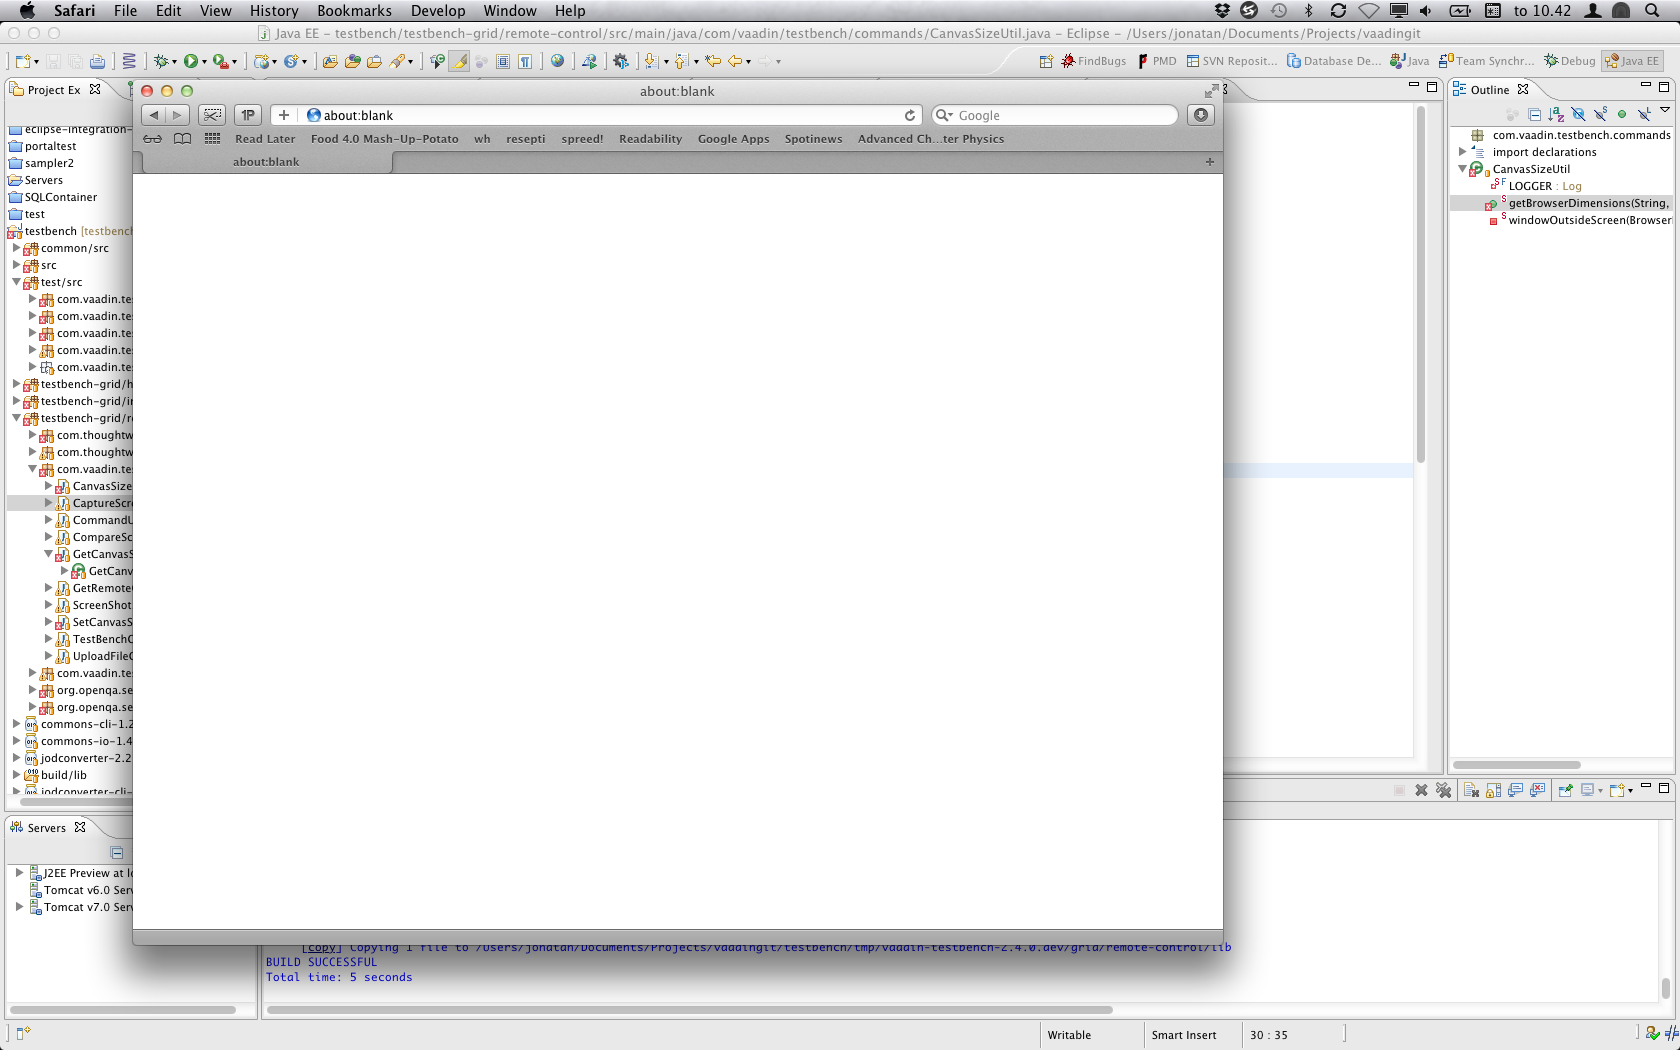 Safari File Edit View History Bookmarks Develop Window Help to 10.42
Java EE – testbench/testbench-grid/remote-control/src/main/java/com/vaadin/testbench/commands/CanvasSizeUtil.java – Eclipse – /Users/jonatan/Documents/Projects/vaadingit
FindBugs PMD SVN Reposit... Database De... Java Team Synchr... Debug Java EE
Project Ex
about:blank
Outline
about:blank
Google
Read Later Food 4.0 Mash-Up-Potato wh resepti spreed! Readability Google Apps Spotinews Advanced Ch...ter Physics
about:blank
eclipse-integration-
portaltest
sampler2
Servers
SQLContainer
test
testbench [testbench
common/src
src
test/src
com.vaadin.te
com.vaadin.te
com.vaadin.te
com.vaadin.te
com.vaadin.te
testbench-grid/h
testbench-grid/i
testbench-grid/r
com.thoughtw
com.thoughtw
com.vaadin.te
CanvasSize
CaptureScr
CommandU
CompareSc
GetCanvasS
GetCanv
GetRemote
ScreenShot
SetCanvasS
TestBenchC
UploadFileC
com.vaadin.te
org.openqa.se
org.openqa.se
commons-cli-1.2
commons-io-1.4
jodconverter-2.2
build/lib
jodconverter-cli-
com.vaadin.testbench.commands
import declarations
CanvasSizeUtil
LOGGER : Log
getBrowserDimensions(String,
windowOutsideScreen(Browser
Servers
J2EE Preview at lo
Tomcat v6.0 Serv
Tomcat v7.0 Serv
[copy] Copying 1 file to /Users/jonatan/Documents/Projects/vaadingit/testbench/tmp/vaadin-testbench-2.4.0.dev/grid/remote-control/lib
BUILD SUCCESSFUL
Total time: 5 seconds
Writable Smart Insert 30 : 35